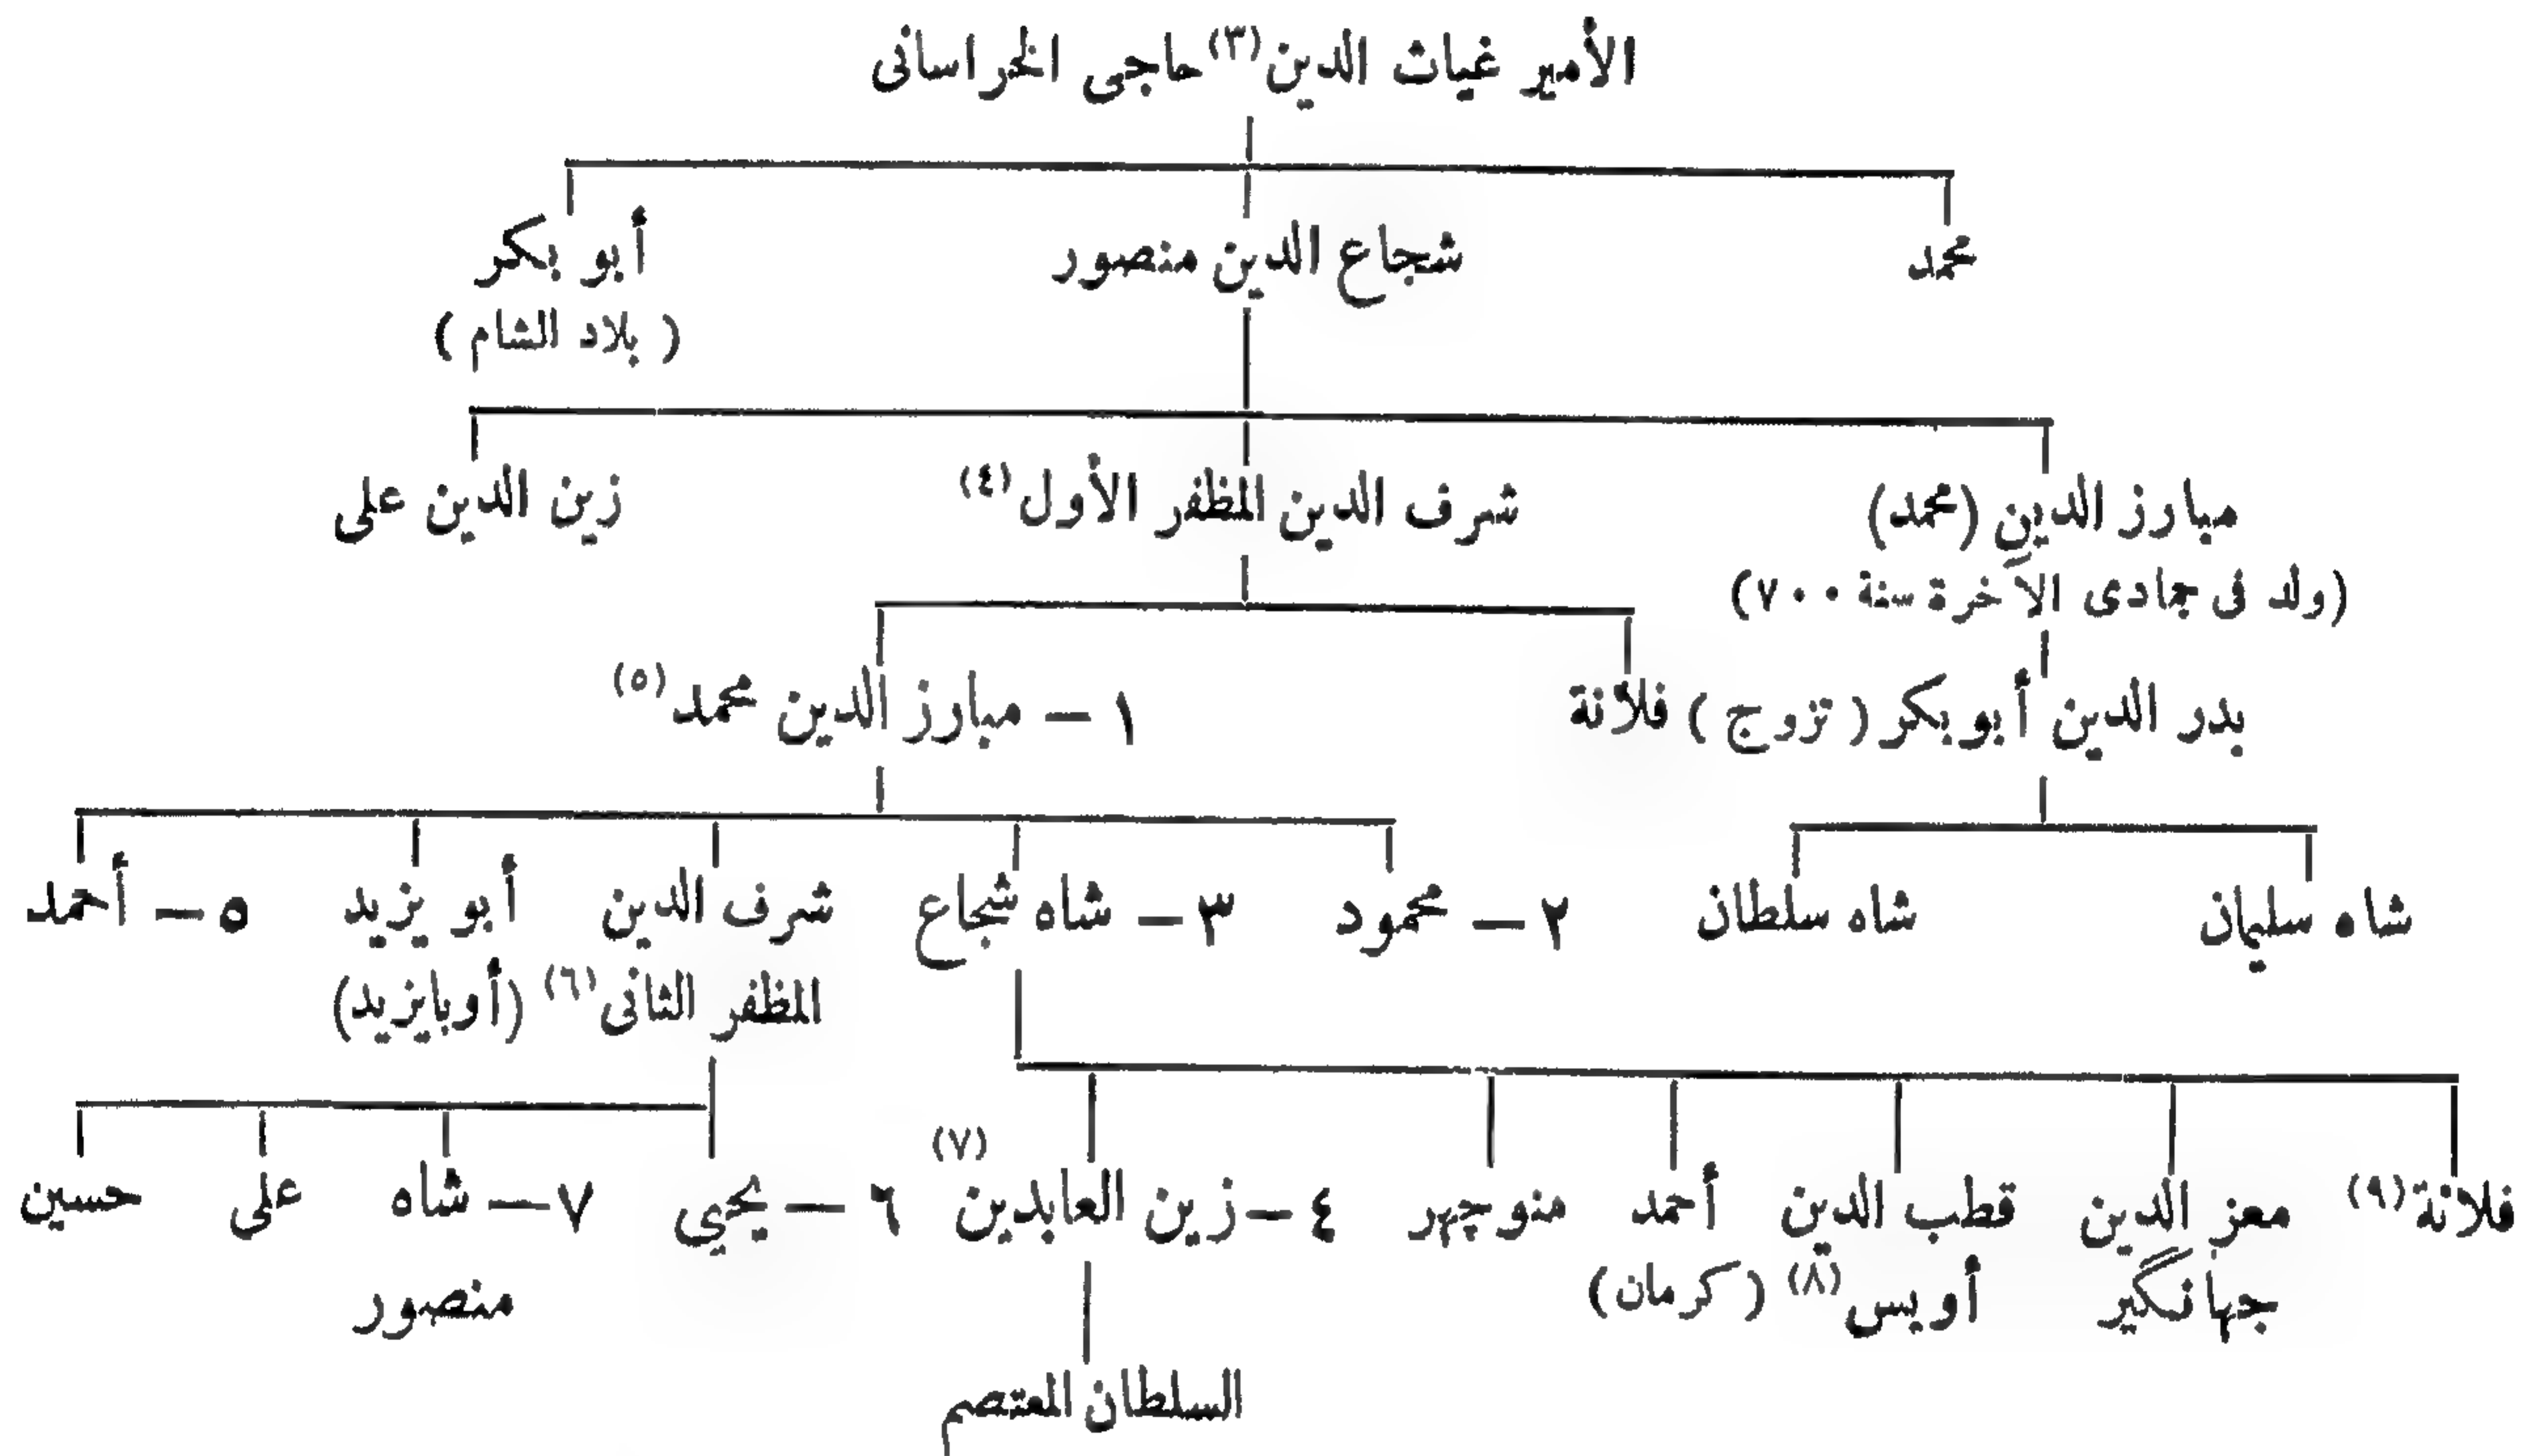 الأمير غياث الدين (٣) حاجى الخراسانى
محمد شجاع الدين منصور أبو بكر
( بلاد الشام )
مبارز الدين (محمد) شرف الدين المظفر الأول (٤) زين الدين على
(ولد فى جمادى الآخرة سنة ٧٠٠)
بدر الدين أبو بكر ( تزوج ) فلانة ١ – مبارز الدين محمد (٥)
شاه سليمان شاه سلطان ٢ – محمود ٣ – شاه شجاع شرف الدين أبو يزيد ٥ – أحمد
المظفر الثانى (٦) (أو بايزيد)
فلانة (٩) معز الدين قطب الدين أحمد منوچهر ٤ – زين العابدين (٧) ٦ – يحيي ٧ – شاه على حسين
جهانگير أويس (٨) (كرمان) منصور
السلطان المعتصم